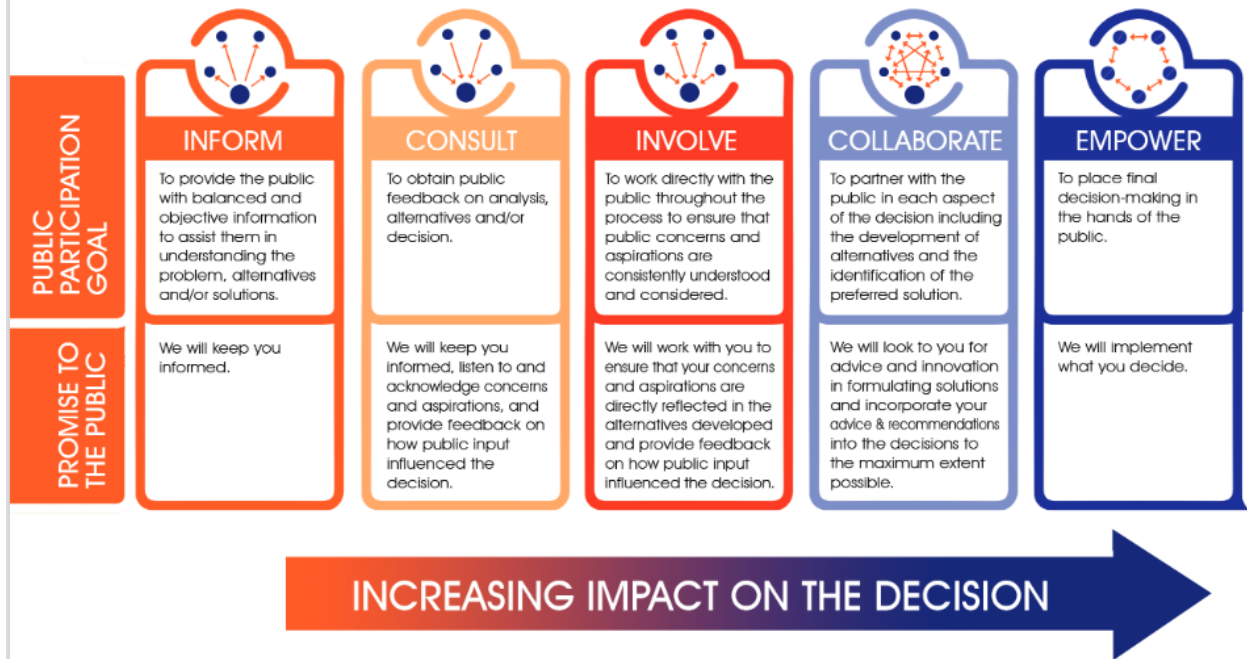 INFORM
CONSULT
INVOLVE
COLLABORATE
EMPOWER
PUBLIC
PARTICIPATION
GOAL
To provide the public
with balanced and
objective information
to assist them in
understanding the
problem, alternatives
and/or solutions.
To obtain public
feedback on analysis,
alternatives and/or
decision.
To work directly with the
public throughout the
process to ensure that
public concerns and
aspirations are
consistently understood
and considered.
To partner with the
public in each aspect
of the decision including
the development of
alternatives and the
identification of the
preferred solution.
To place final
decision-making in
the hands of the
public.
PROMISE TO
THE PUBLIC
We will keep you
informed.
We will keep you
informed, listen to and
acknowledge concerns
and aspirations, and
provide feedback on
how public input
influenced the
decision.
We will work with you to
ensure that your concerns
and aspirations are
directly reflected in the
alternatives developed
and provide feedback
on how public input
influenced the decision.
We will look to you for
advice and innovation
in formulating solutions
and incorporate your
advice & recommendations
into the decisions to
the maximum extent
possible.
We will implement
what you decide.
INCREASING IMPACT ON THE DECISION